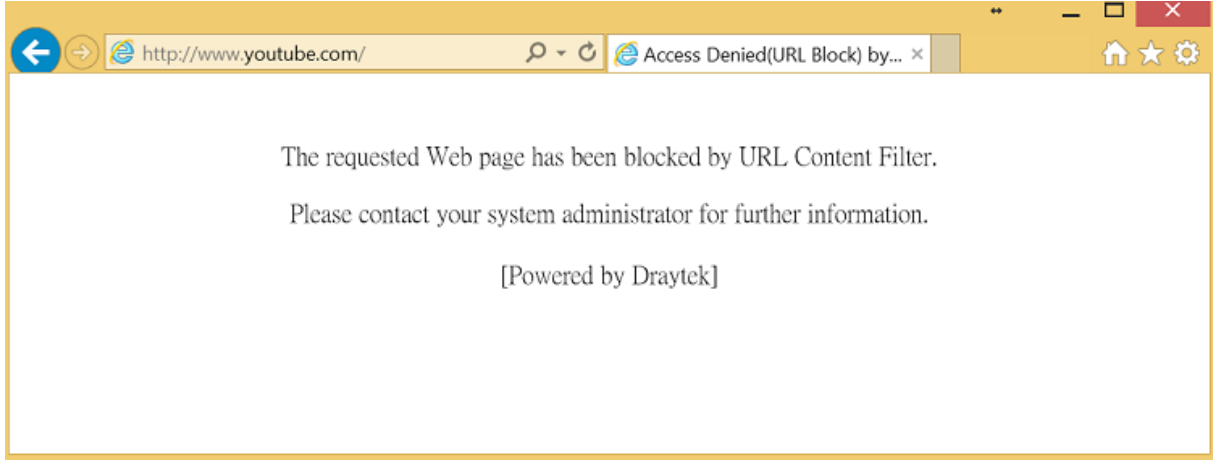 http://www.youtube.com/
Access Denied(URL Block) by...
The requested Web page has been blocked by URL Content Filter.
Please contact your system administrator for further information.
[Powered by Draytek]